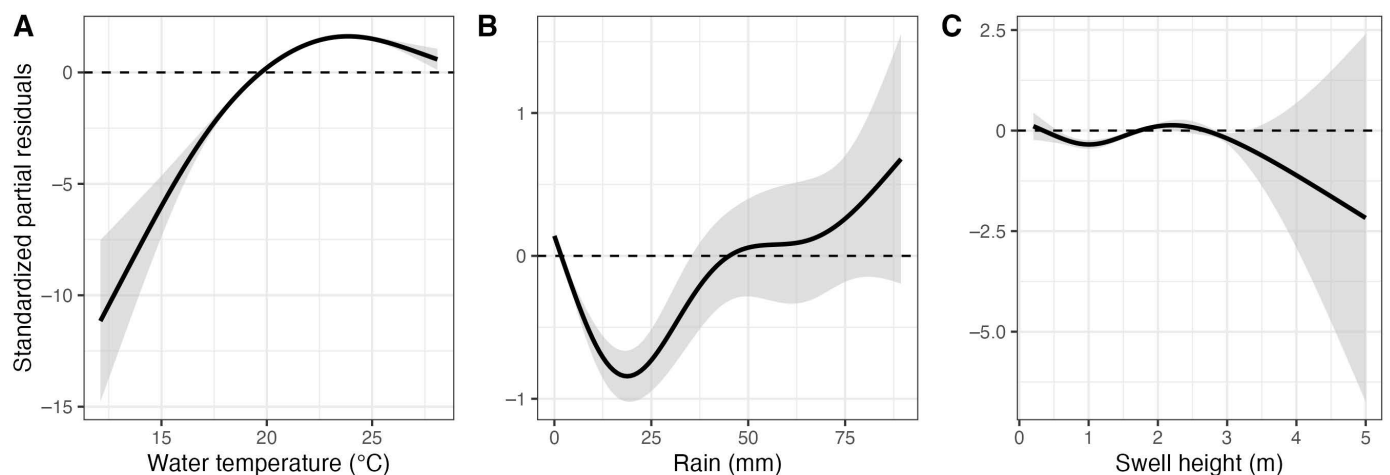 A
Standardized partial residuals
0
−5
−10
−15
15 20 25
Water temperature (°C)
B
1
0
−1
0 25 50 75
Rain (mm)
C
2.5
0
−2.5
−5.0
0 1 2 3 4 5
Swell height (m)